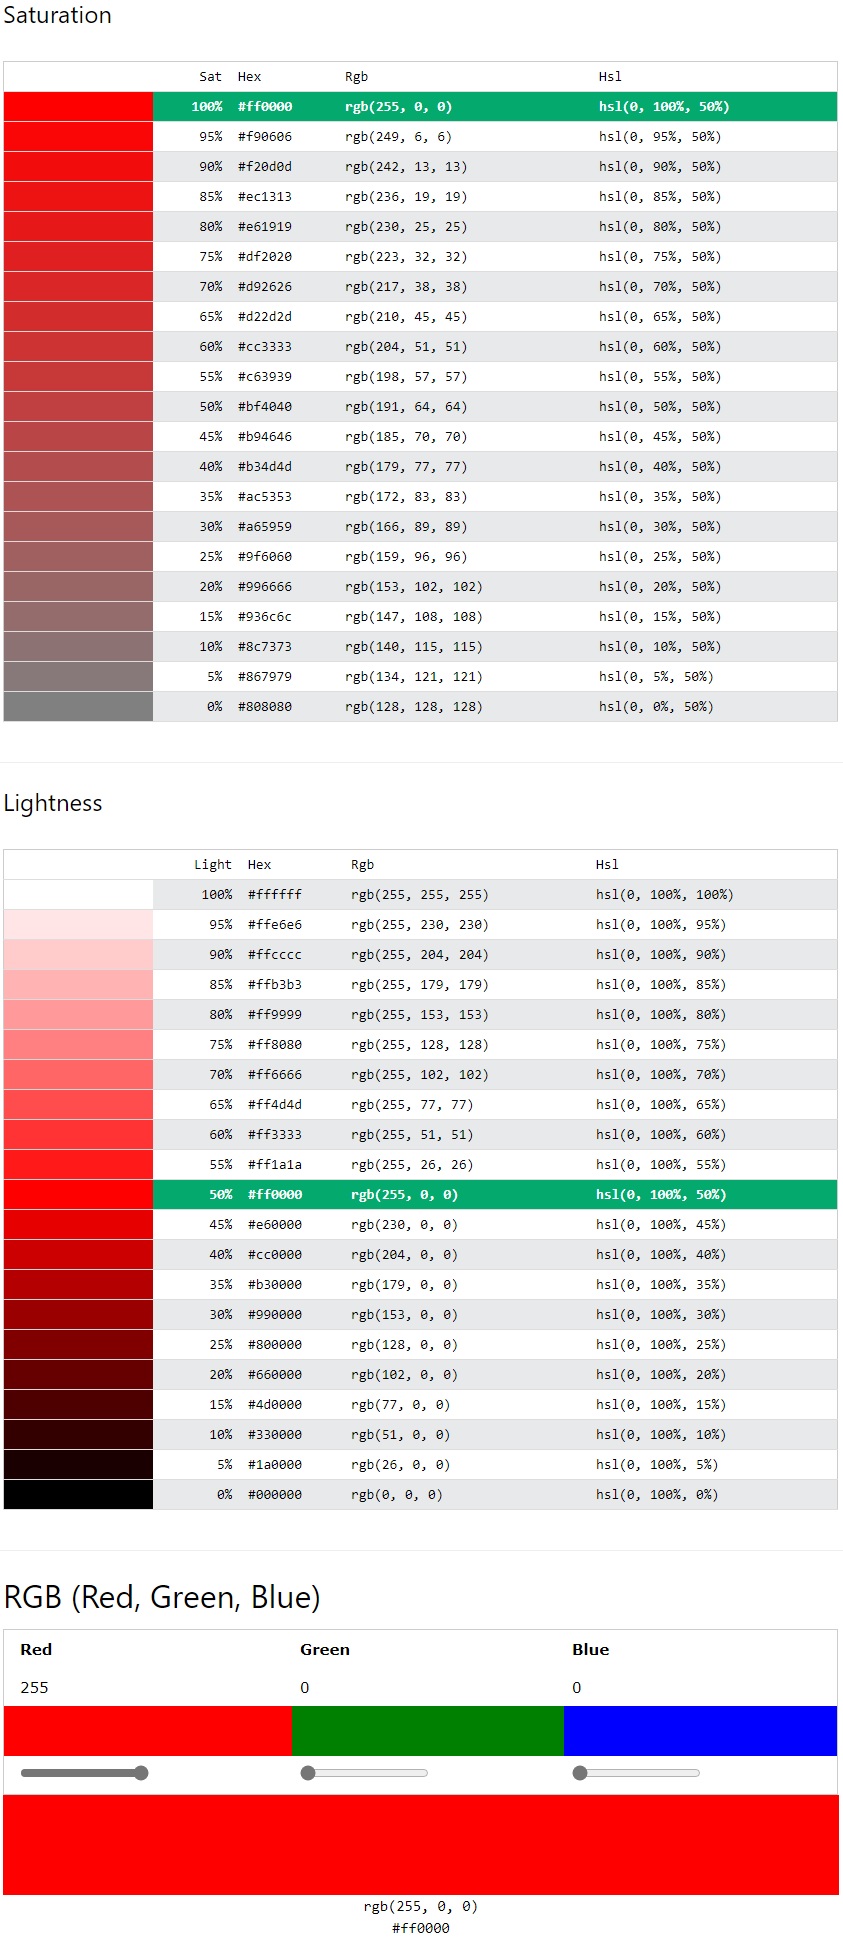 Saturation
Sat Hex Rgb Hsl
100% #ff0000 rgb(255, 0, 0) hsl(0, 100%, 50%)
95% #f90606 rgb(249, 6, 6) hsl(0, 95%, 50%)
90% #f20d0d rgb(242, 13, 13) hsl(0, 90%, 50%)
85% #ec1313 rgb(236, 19, 19) hsl(0, 85%, 50%)
80% #e61919 rgb(230, 25, 25) hsl(0, 80%, 50%)
75% #df2020 rgb(223, 32, 32) hsl(0, 75%, 50%)
70% #d92626 rgb(217, 38, 38) hsl(0, 70%, 50%)
65% #d22d2d rgb(210, 45, 45) hsl(0, 65%, 50%)
60% #cc3333 rgb(204, 51, 51) hsl(0, 60%, 50%)
55% #c63939 rgb(198, 57, 57) hsl(0, 55%, 50%)
50% #bf4040 rgb(191, 64, 64) hsl(0, 50%, 50%)
45% #b94646 rgb(185, 70, 70) hsl(0, 45%, 50%)
40% #b34d4d rgb(179, 77, 77) hsl(0, 40%, 50%)
35% #ac5353 rgb(172, 83, 83) hsl(0, 35%, 50%)
30% #a65959 rgb(166, 89, 89) hsl(0, 30%, 50%)
25% #9f6060 rgb(159, 96, 96) hsl(0, 25%, 50%)
20% #996666 rgb(153, 102, 102) hsl(0, 20%, 50%)
15% #936c6c rgb(147, 108, 108) hsl(0, 15%, 50%)
10% #8c7373 rgb(140, 115, 115) hsl(0, 10%, 50%)
5% #867979 rgb(134, 121, 121) hsl(0, 5%, 50%)
0% #808080 rgb(128, 128, 128) hsl(0, 0%, 50%)
Lightness
Light Hex Rgb Hsl
100% #ffffff rgb(255, 255, 255) hsl(0, 100%, 100%)
95% #ffe6e6 rgb(255, 230, 230) hsl(0, 100%, 95%)
90% #ffcccc rgb(255, 204, 204) hsl(0, 100%, 90%)
85% #ffb3b3 rgb(255, 179, 179) hsl(0, 100%, 85%)
80% #ff9999 rgb(255, 153, 153) hsl(0, 100%, 80%)
75% #ff8080 rgb(255, 128, 128) hsl(0, 100%, 75%)
70% #ff6666 rgb(255, 102, 102) hsl(0, 100%, 70%)
65% #ff4d4d rgb(255, 77, 77) hsl(0, 100%, 65%)
60% #ff3333 rgb(255, 51, 51) hsl(0, 100%, 60%)
55% #ff1a1a rgb(255, 26, 26) hsl(0, 100%, 55%)
50% #ff0000 rgb(255, 0, 0) hsl(0, 100%, 50%)
45% #e60000 rgb(230, 0, 0) hsl(0, 100%, 45%)
40% #cc0000 rgb(204, 0, 0) hsl(0, 100%, 40%)
35% #b30000 rgb(179, 0, 0) hsl(0, 100%, 35%)
30% #990000 rgb(153, 0, 0) hsl(0, 100%, 30%)
25% #800000 rgb(128, 0, 0) hsl(0, 100%, 25%)
20% #660000 rgb(102, 0, 0) hsl(0, 100%, 20%)
15% #4d0000 rgb(77, 0, 0) hsl(0, 100%, 15%)
10% #330000 rgb(51, 0, 0) hsl(0, 100%, 10%)
5% #1a0000 rgb(26, 0, 0) hsl(0, 100%, 5%)
0% #000000 rgb(0, 0, 0) hsl(0, 100%, 0%)
RGB (Red, Green, Blue)
Red Green Blue
255 0 0
rgb(255, 0, 0)
#ff0000